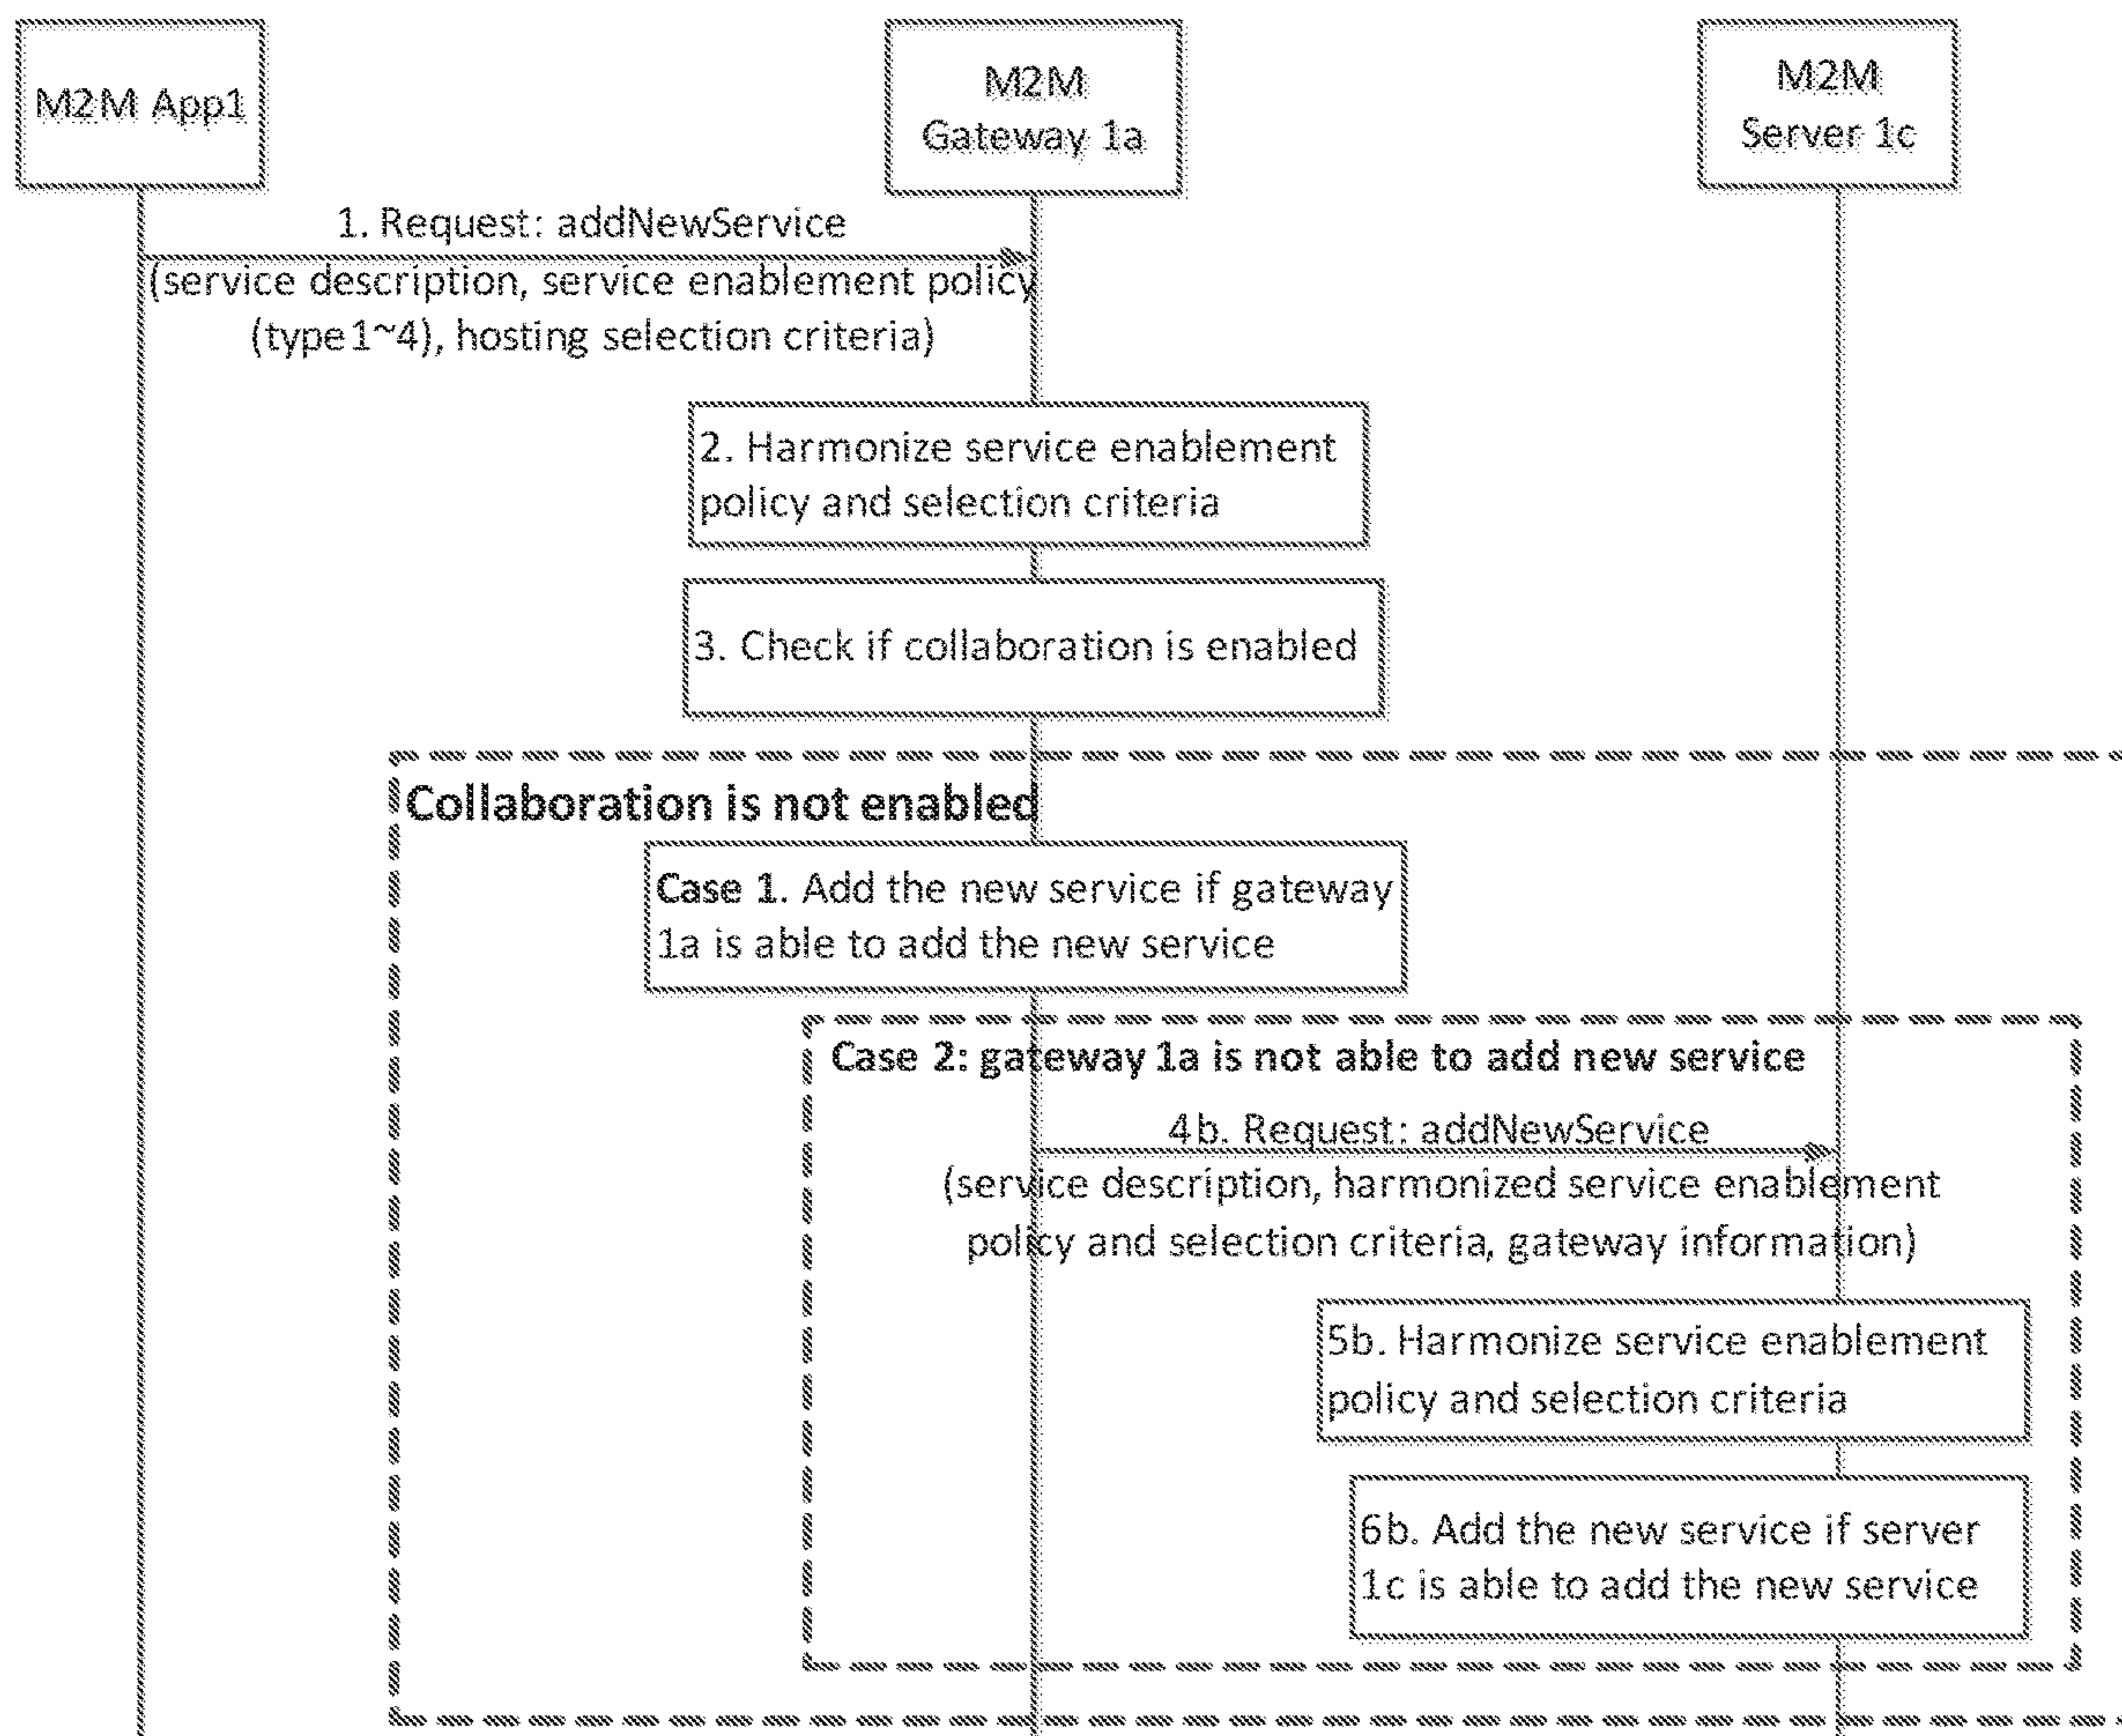 M2M App1
M2M
Gateway 1a
M2M
Server 1c
1. Request: addNewService
(service description, service enablement policy
(type1~4), hosting selection criteria)
2. Harmonize service enablement
policy and selection criteria
3. Check if collaboration is enabled
Collaboration is not enabled
Case 1. Add the new service if gateway
1a is able to add the new service
Case 2: gateway 1a is not able to add new service
4b. Request: addNewService
(service description, harmonized service enablement
policy and selection criteria, gateway information)
5b. Harmonize service enablement
policy and selection criteria
6b. Add the new service if server
1c is able to add the new service